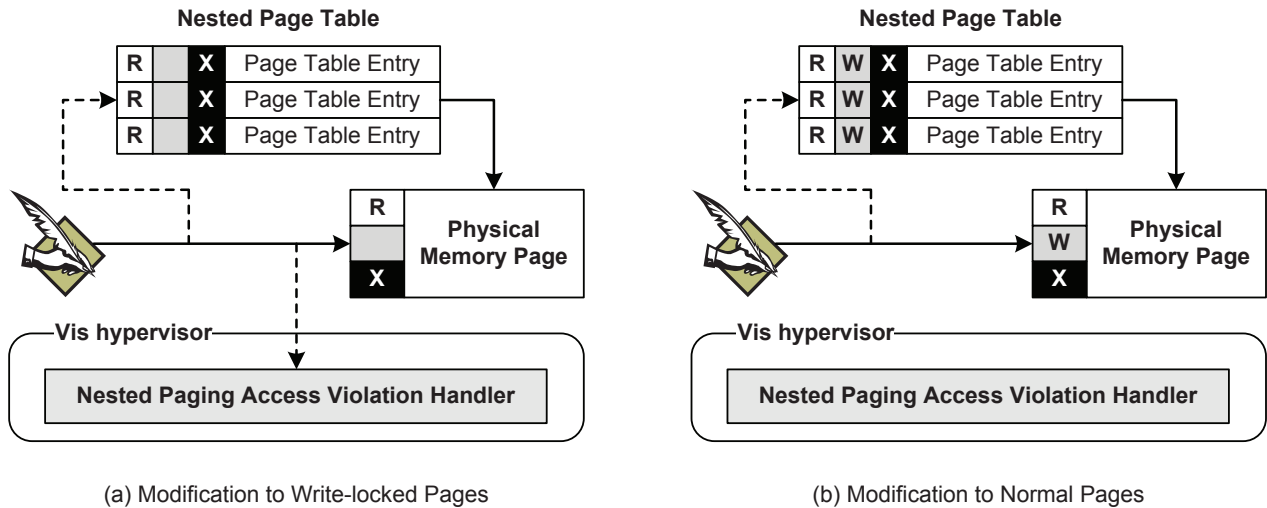 Nested Page Table
R X Page Table Entry
R X Page Table Entry
R X Page Table Entry
R
Physical
Memory Page
X
Vis hypervisor
Nested Paging Access Violation Handler
(a) Modification to Write-locked Pages
Nested Page Table
R W X Page Table Entry
R W X Page Table Entry
R W X Page Table Entry
R
W
Physical
Memory Page
X
Vis hypervisor
Nested Paging Access Violation Handler
(b) Modification to Normal Pages